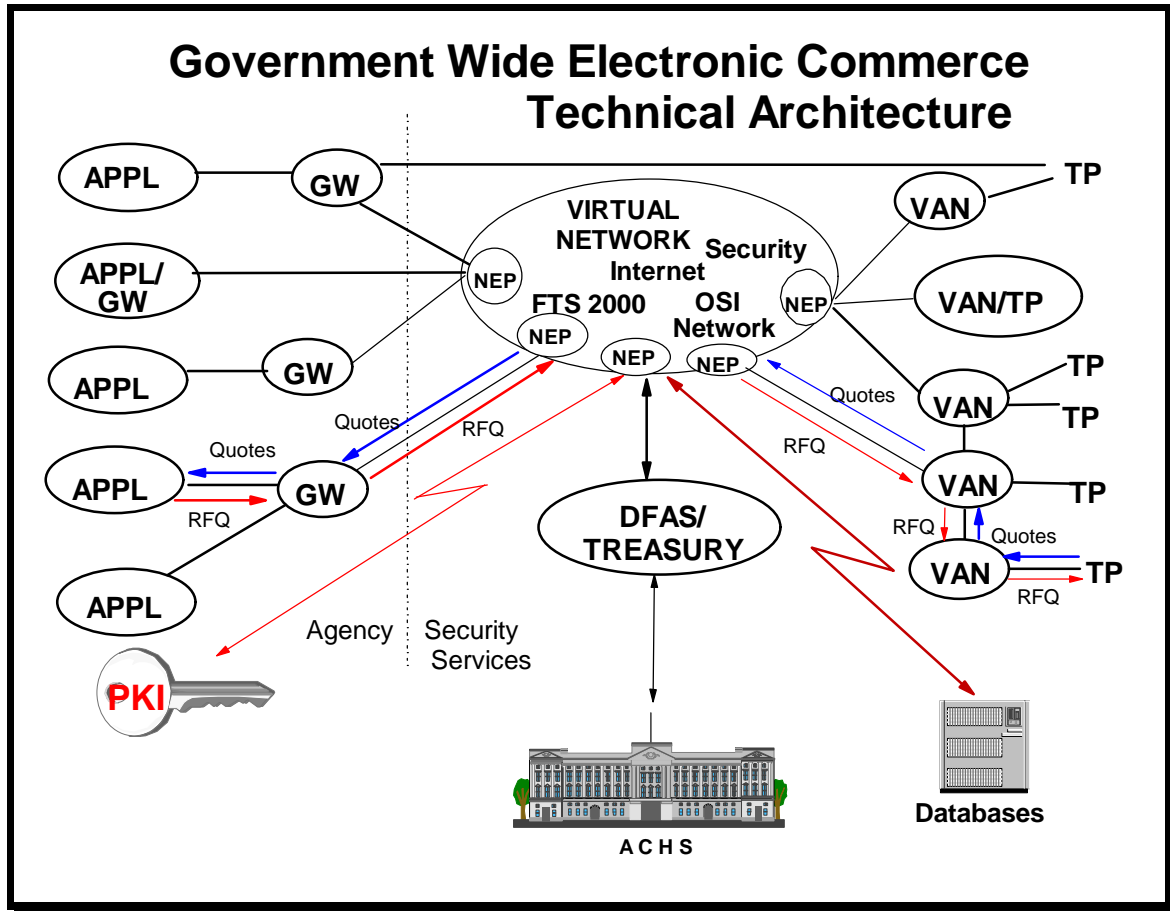 Government Wide Electronic Commerce
Technical Architecture
APPL
GW
TP
VAN
VIRTUAL
NETWORK
Security
Internet
APPL/
GW
NEP
NEP
VAN/TP
FTS 2000
OSI
Network
NEP
NEP
NEP
APPL
GW
TP
VAN
TP
Quotes
RFQ
Quotes
RFQ
Quotes
APPL
RFQ
GW
VAN
TP
DFAS/
TREASURY
RFQ
Quotes
VAN
TP
RFQ
APPL
Agency
Security
Services
PKI
Databases
A C H S